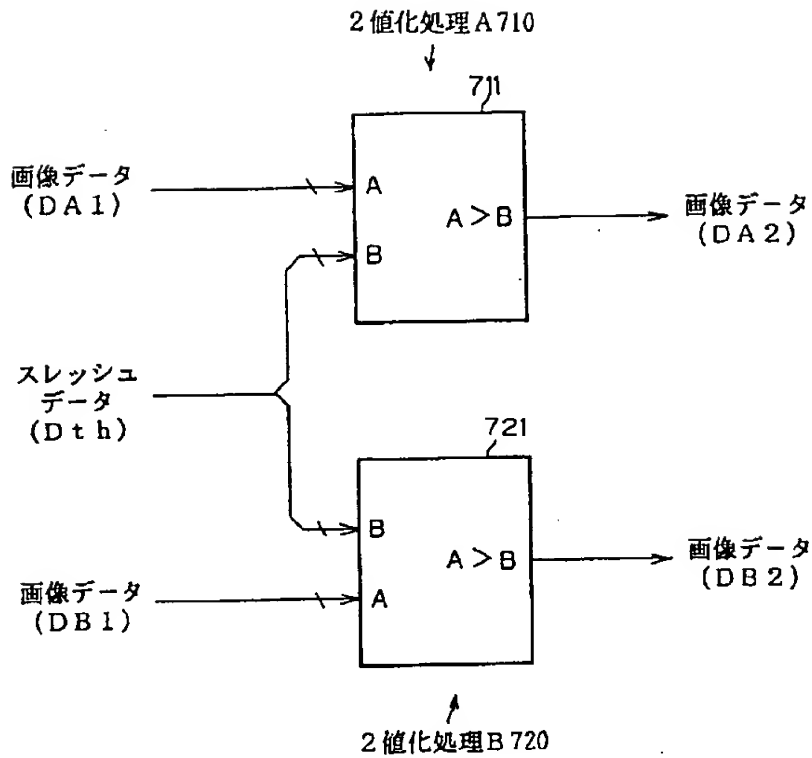 2値化処理A710
711
画像データ
(DA1)
A
A>B
画像データ
(DA2)
B
スレッシュ
データ
(Dth)
721
B
A>B
画像データ
(DB2)
画像データ
(DB1)
A
2値化処理B720